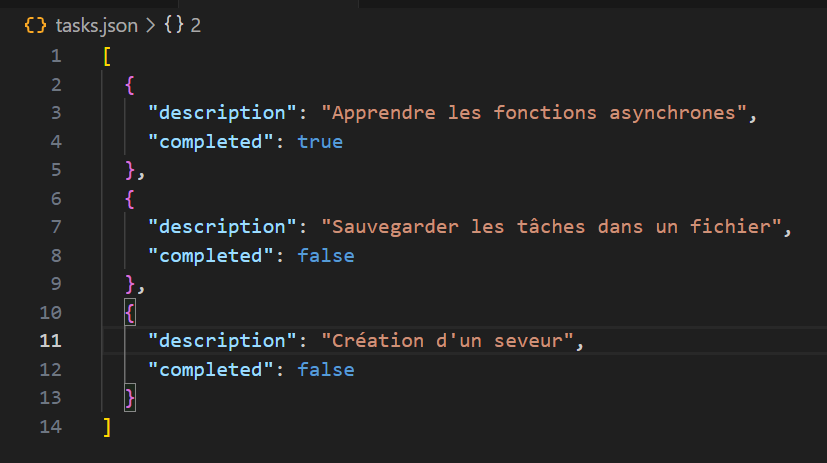 {} tasks.json > {} 2
1 [
2 {
3 "description": "Apprendre les fonctions asynchrones",
4 "completed": true
5 },
6 {
7 "description": "Sauvegarder les tâches dans un fichier",
8 "completed": false
9 },
10 {
11 "description": "Création d'un seveur",
12 "completed": false
13 }
14 ]